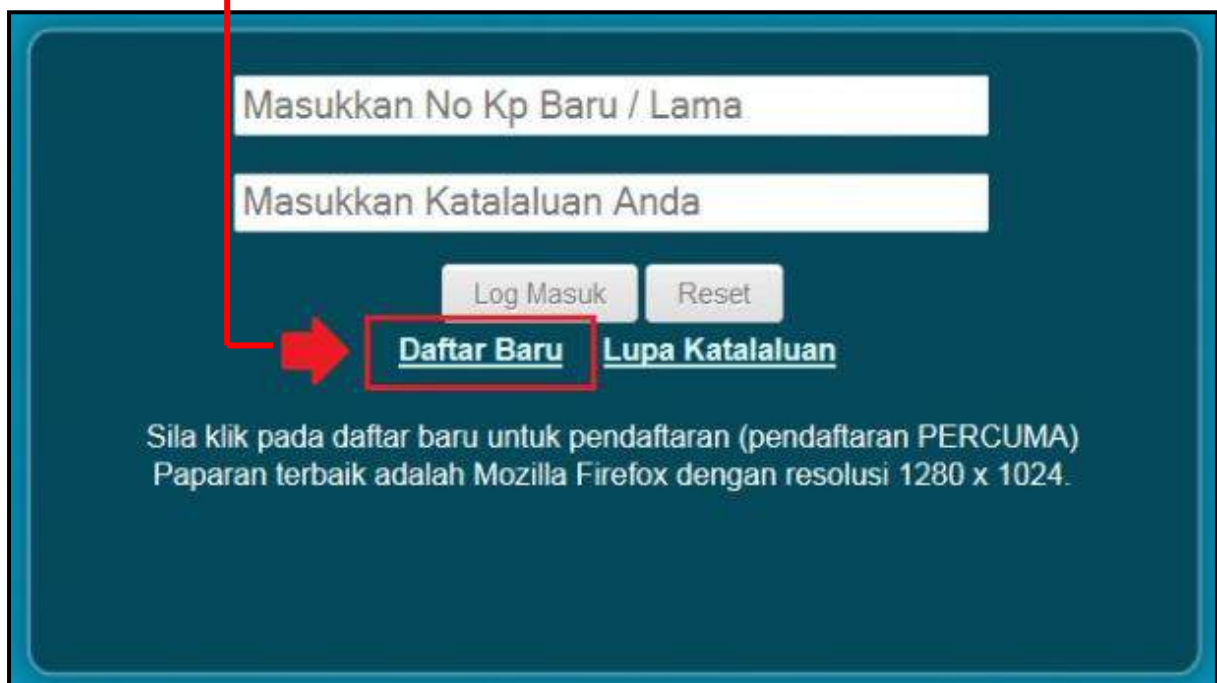 Masukkan No Kp Baru / Lama
Masukkan Katalaluan Anda
Log Masuk Reset
Daftar Baru Lupa Katalaluan
Sila klik pada daftar baru untuk pendaftaran (pendaftaran PERCUMA)
Paparan terbaik adalah Mozilla Firefox dengan resolusi 1280 x 1024.